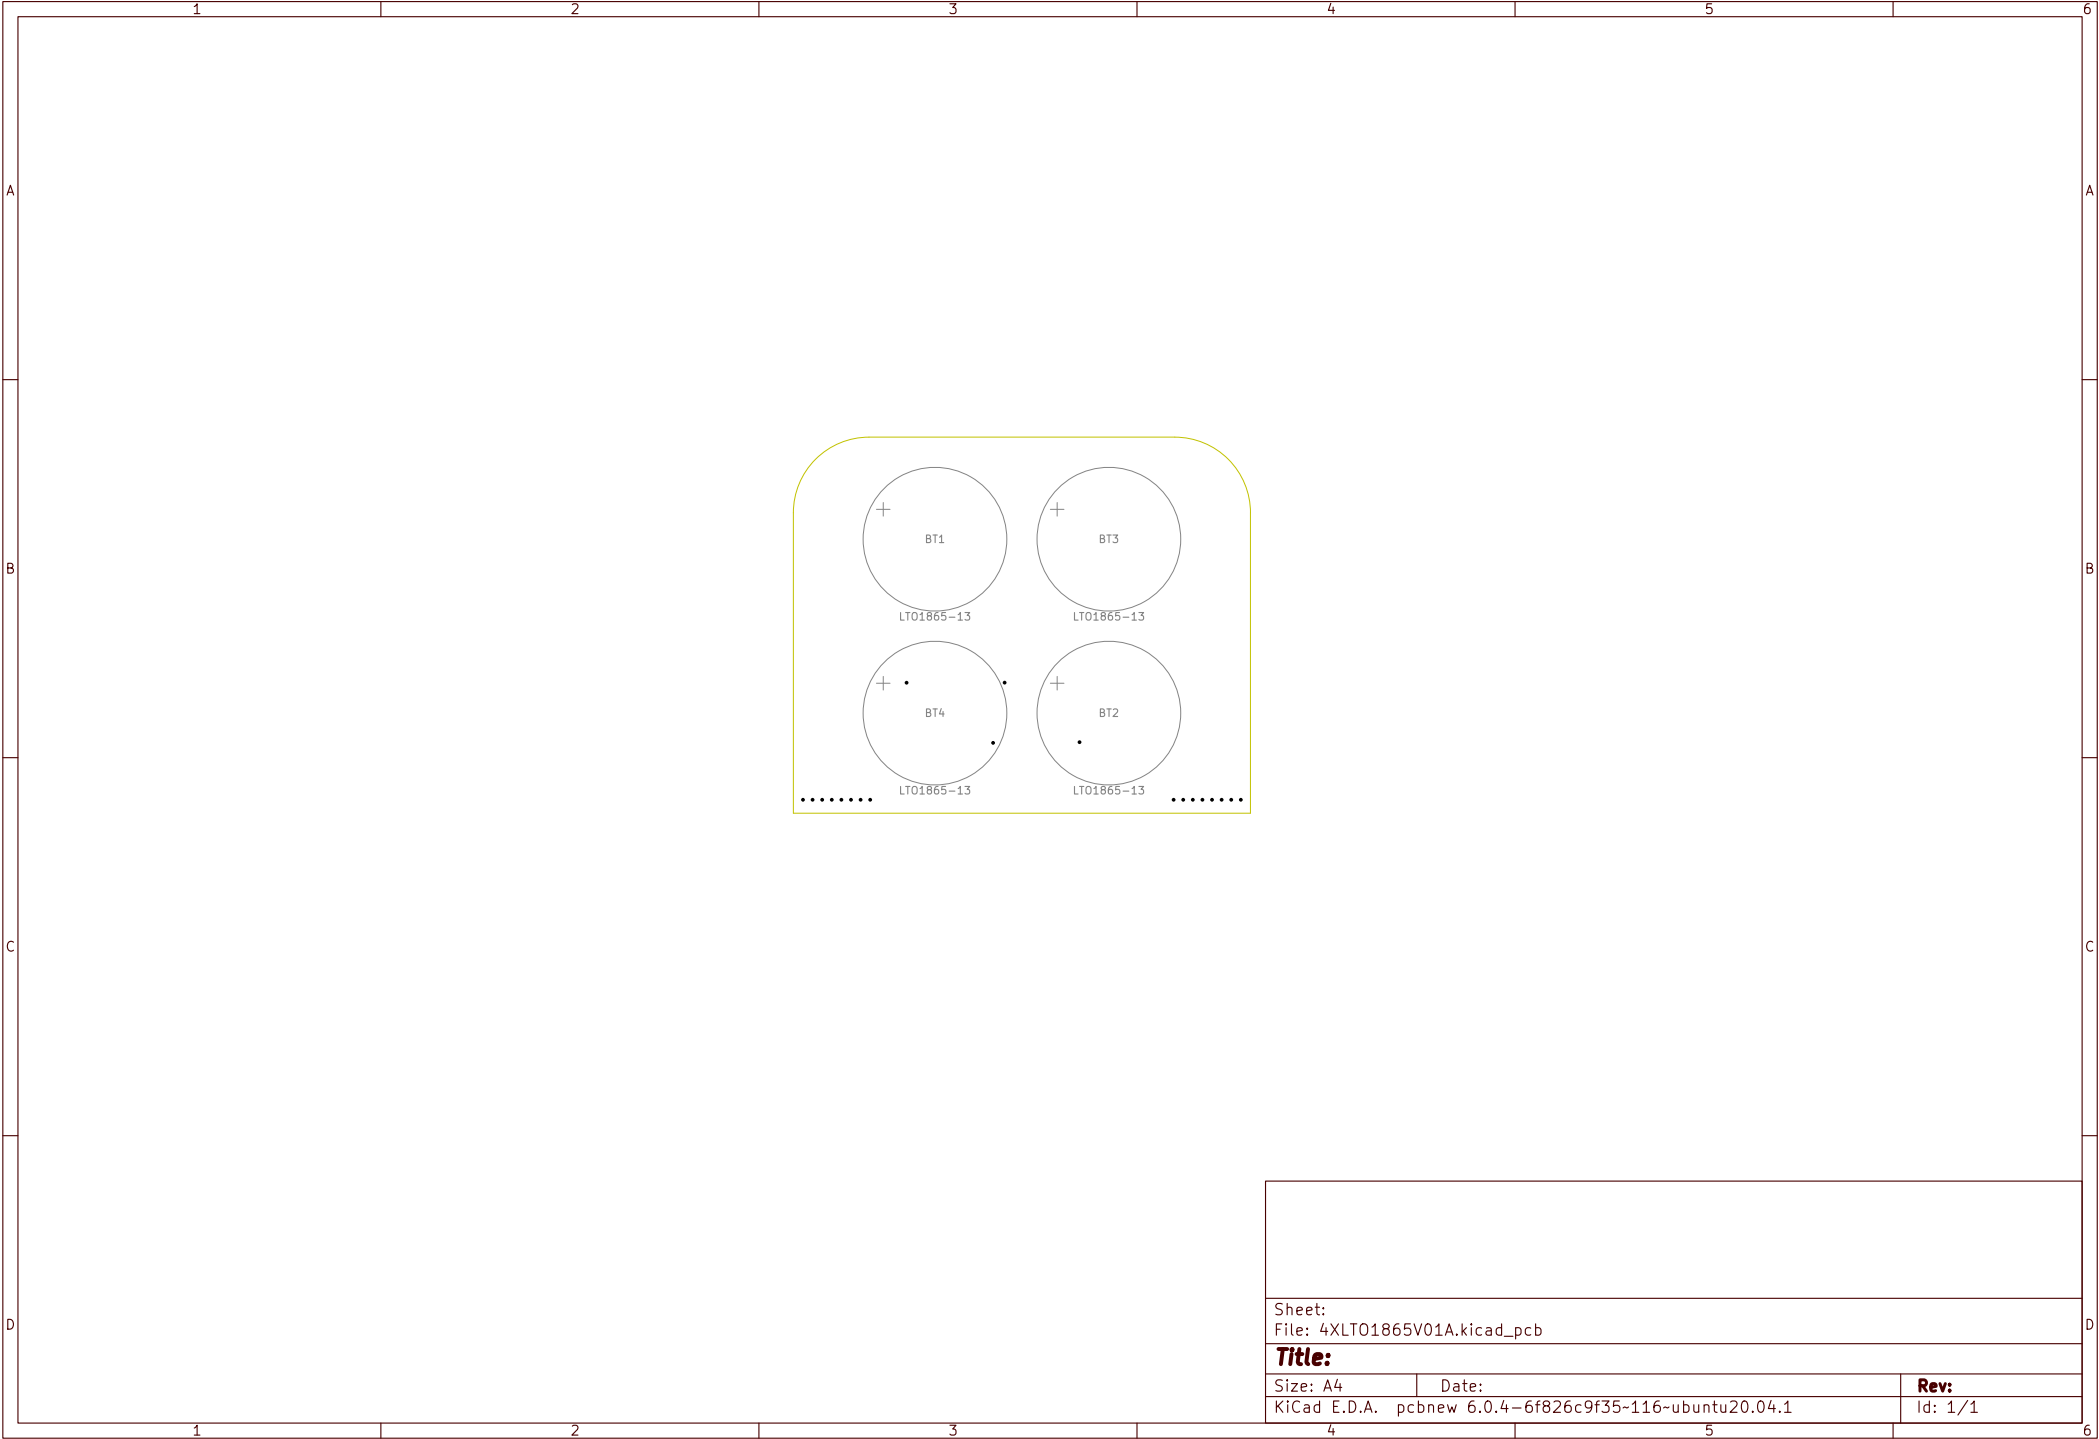 1 2 3 4 5 6
A A
BT1 BT3
B B
LTO1865-13 LTO1865-13
BT4 BT2
LTO1865-13 LTO1865-13
C C
Sheet:
File: 4XLTO1865V01A.kicad_pcb
D D
Title:
Size: A4 Date: Rev:
KiCad E.D.A. pcbnew 6.0.4-6f826c9f35~116~ubuntu20.04.1 Id: 1/1
1 2 3 4 5 6